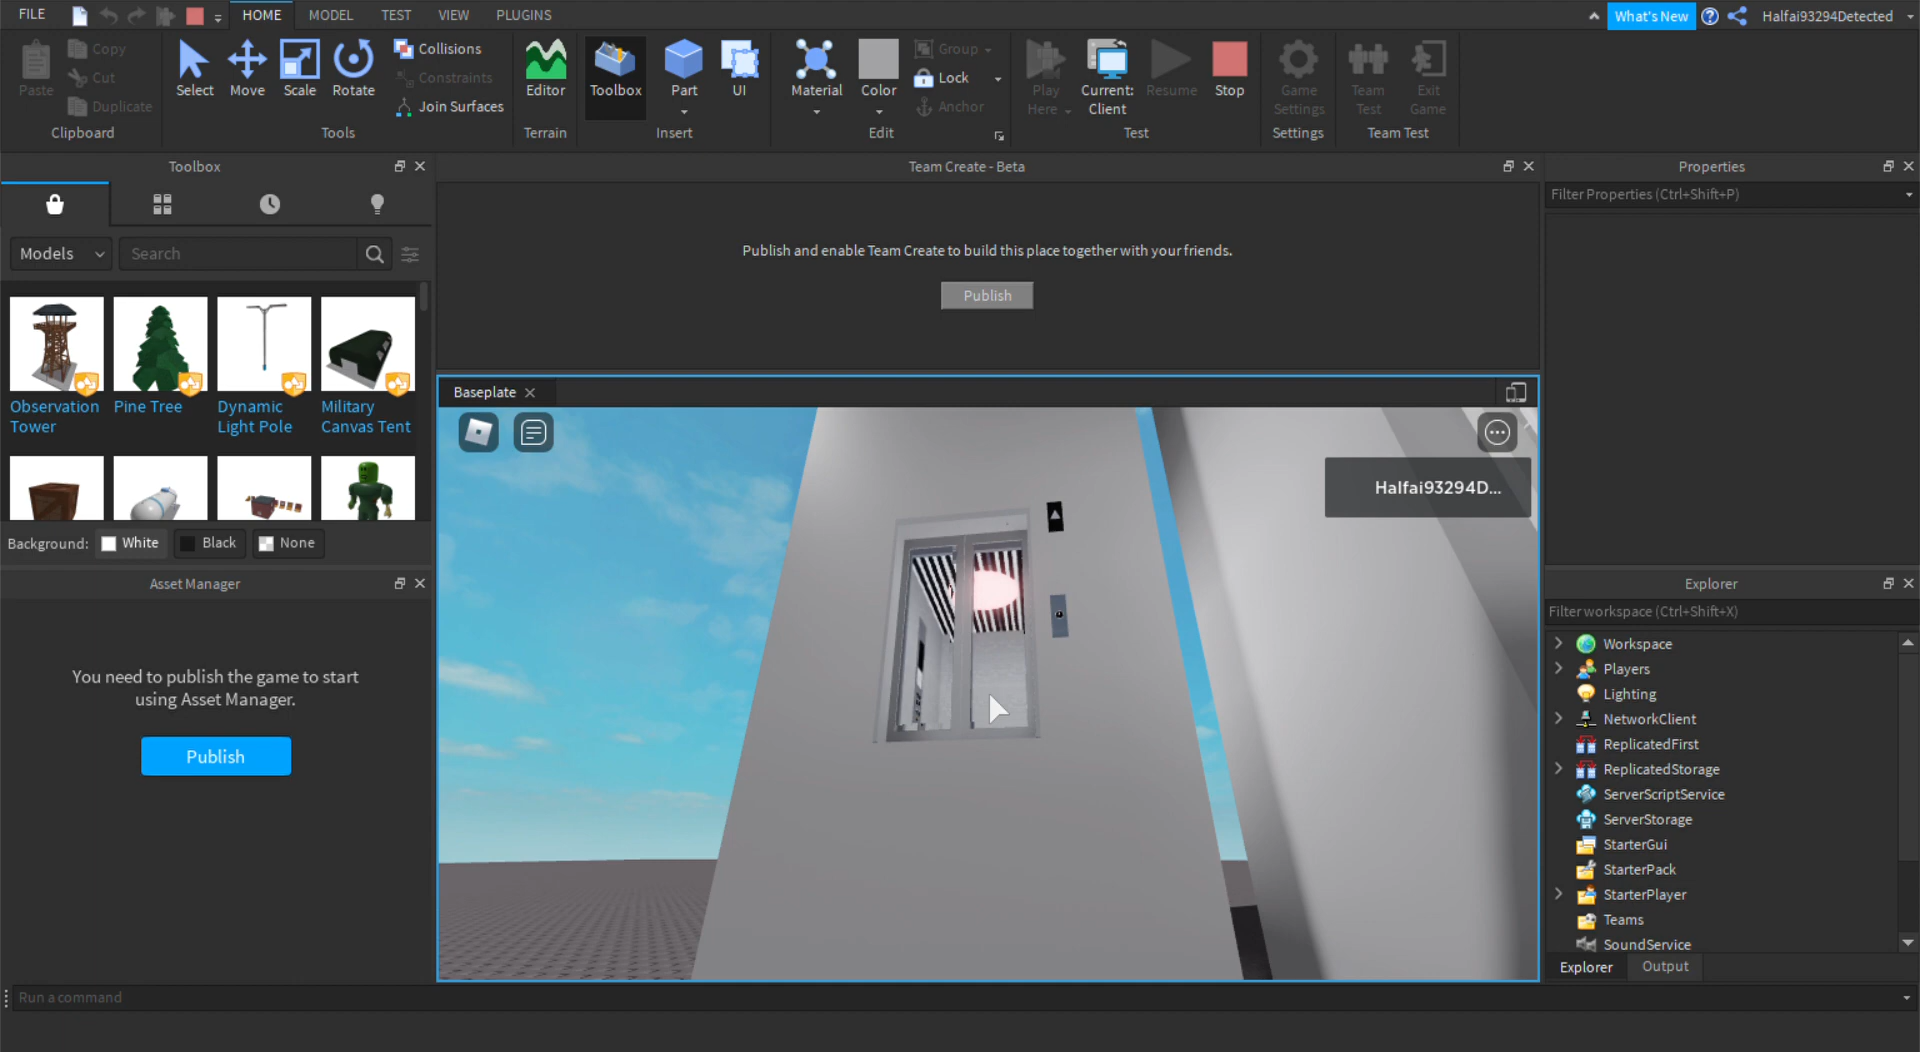 FILE HOME MODEL TEST VIEW PLUGINS What's New Halfai93294Detected
Paste Copy Cut Duplicate Clipboard
Select Move Scale Rotate Collisions Constraints Join Surfaces Tools
Editor Terrain
Toolbox Part UI Insert
Material Color Group Lock Anchor Edit
Play Here Current: Client Resume Stop Test
Game Settings Settings
Team Test Exit Game Team Test
Toolbox
Models Search
Observation Tower
Pine Tree
Dynamic Light Pole
Military Canvas Tent
Background: White Black None
Asset Manager
You need to publish the game to start
using Asset Manager.
Publish
Team Create - Beta
Publish and enable Team Create to build this place together with your friends.
Publish
Baseplate
Halfai93294D...
Properties
Filter Properties (Ctrl+Shift+P)
Explorer
Filter workspace (Ctrl+Shift+X)
Workspace
Players
Lighting
NetworkClient
ReplicatedFirst
ReplicatedStorage
ServerScriptService
ServerStorage
StarterGui
StarterPack
StarterPlayer
Teams
SoundService
Explorer Output
Run a command